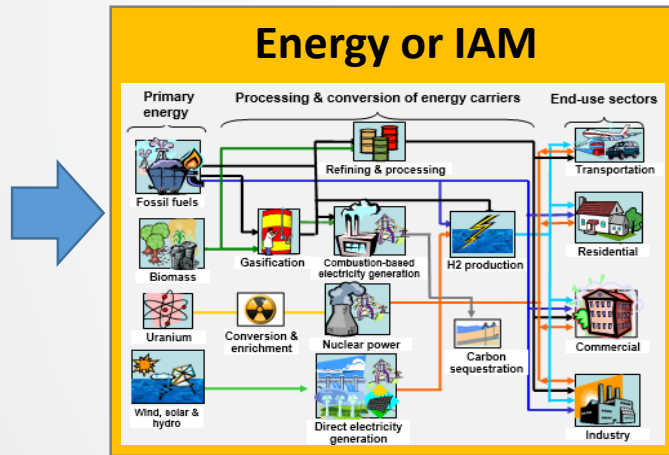 Energy or IAM
Primary
energy
Processing & conversion of energy carriers
End-use sectors
Refining & processing
Transportation
Fossil fuels
Biomass
Gasification
Combustion-based
electricity generation
H2 production
Residential
Uranium
Conversion &
enrichment
Nuclear power
Carbon
sequestration
Commercial
Wind, solar &
hydro
Direct electricity
generation
Industry